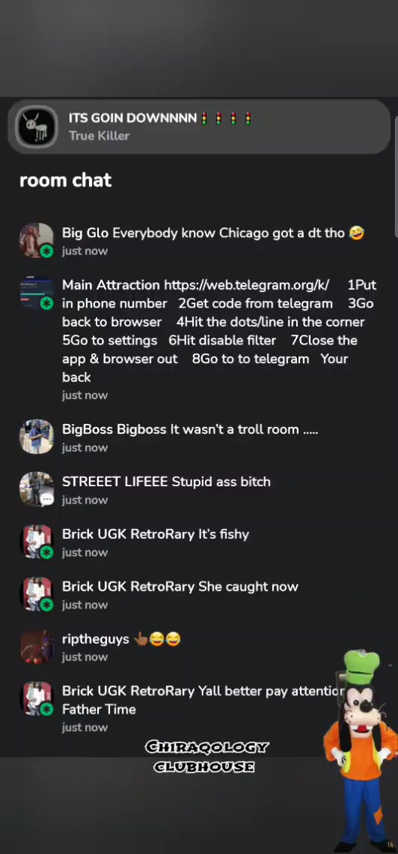 ITS GOIN DOWNNNN🚦🚦🚦🚦
True Killer
room chat
Big Glo Everybody know Chicago got a dt tho 🤣
just now
Main Attraction https://web.telegram.org/k/ 1Put
in phone number 2Get code from telegram 3Go
back to browser 4Hit the dots/line in the corner
5Go to settings 6Hit disable filter 7Close the
app & browser out 8Go to to telegram Your
back
just now
BigBoss Bigboss It wasn't a troll room .....
just now
STREEET LIFEEE Stupid ass bitch
just now
Brick UGK RetroRary It's fishy
just now
Brick UGK RetroRary She caught now
just now
riptheguys 👆🏾😂😂
just now
Brick UGK RetroRary Yall better pay attention
Father Time
just now
CHIRAQOLOGY
CLUBHOUSE